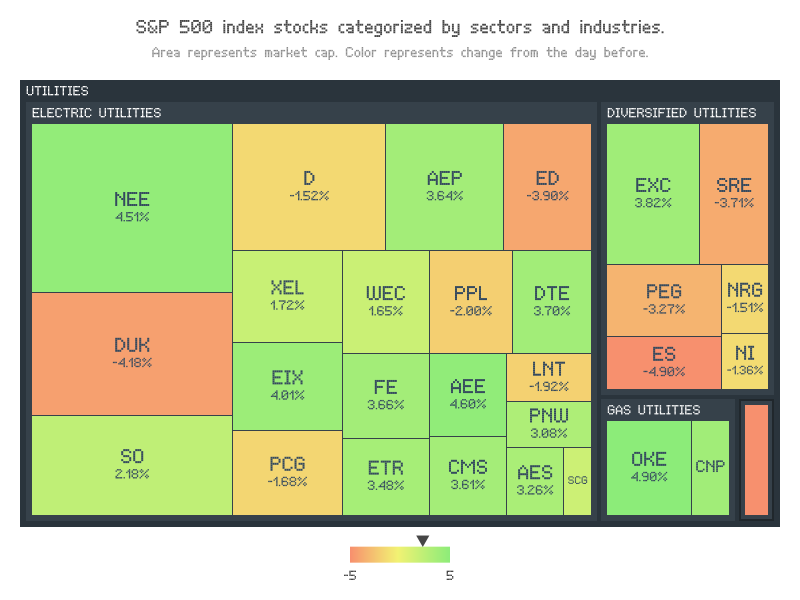 S&P 500 index stocks categorized by sectors and industries.
Area represents market cap. Color represents change from the day before.
UTILITIES
ELECTRIC UTILITIES
NEE
4.51%
DUK
-4.18%
SO
2.18%
D
-1.52%
AEP
3.64%
ED
-3.90%
XEL
1.72%
EIX
4.01%
PCG
-1.68%
WEC
1.65%
PPL
-2.00%
DTE
3.70%
FE
3.66%
ETR
3.48%
AEE
4.60%
CMS
3.61%
LNT
-1.92%
PNW
3.08%
AES
3.26%
SCG
DIVERSIFIED UTILITIES
EXC
3.82%
SRE
-3.71%
PEG
-3.27%
ES
-4.90%
NRG
-1.51%
NI
-1.36%
GAS UTILITIES
OKE
4.90%
CNP
-5
5